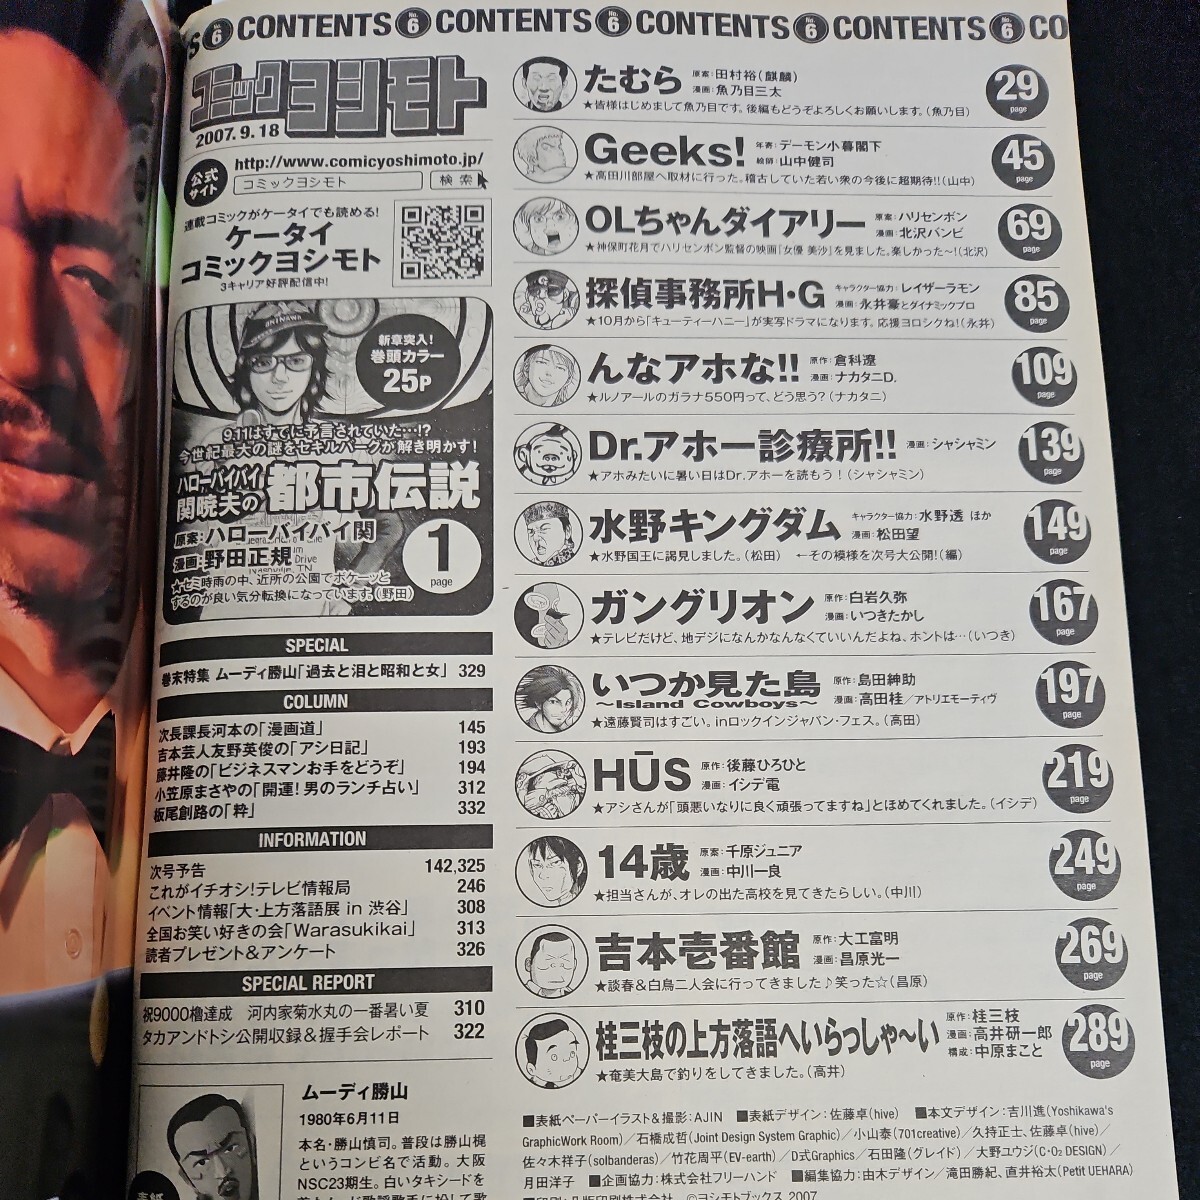 No.6 CONTENTS No.6 CONTENTS No.6 CONTENTS No.6 CONTENTS No.6 CO
コミックヨシモト
2007.9.18
公式サイト
http://www.comicyoshimoto.jp/
コミックヨシモト 検索
連載コミックがケータイでも読める!
ケータイ
コミックヨシモト
3キャリア好評配信中!
OKINAWA
新章突入!
巻頭カラー
25P
9.11はすでに予言されていた…!?
今世紀最大の謎をセキルバーグが解き明かす!
ハローバイバイ
関暁夫の都市伝説
原案:ハローバイバイ関
漫画:野田正規
1 page
★セミ時雨の中、近所の公園でボケーッと
するのが良い気分転換になっています。(野田)
SPECIAL
巻末特集 ムーディ勝山「過去と泪と昭和と女」 329
COLUMN
次長課長河本の「漫画道」 145
吉本芸人友野英俊の「アシ日記」 193
藤井隆の「ビジネスマンお手をどうぞ」 194
小笠原まさやの「開運!男のランチ占い」 312
板尾創路の「粋」 332
INFORMATION
次号予告 142,325
これがイチオシ!テレビ情報局 246
イベント情報「大・上方落語展 in 渋谷」 308
全国お笑い好きの会「Warasukikai」 313
読者プレゼント&アンケート 326
SPECIAL REPORT
祝9000櫓達成 河内家菊水丸の一番暑い夏 310
タカアンドトシ公開収録&握手会レポート 322
ムーディ勝山
1980年6月11日
本名・勝山慎司。普段は勝山梶
というコンビ名で活動。大阪
NSC23期生。白いタキシードを
たむら 原案:田村裕(麒麟)
漫画:魚乃目三太
29 page
★皆様はじめまして魚乃目です。後編もどうぞよろしくお願いします。(魚乃目)
Geeks! 年寄:デーモン小暮閣下
絵師:山中健司
45 page
★高田川部屋へ取材に行った。稽古していた若い衆の今後に超期待!!(山中)
OLちゃんダイアリー 原案:ハリセンボン
漫画:北沢バンビ
69 page
★神保町花月でハリセンボン監督の映画「女優 美沙」を見ました。楽しかった〜!(北沢)
探偵事務所H・G キャラクター協力:レイザーラモン
漫画:永井豪とダイナミックプロ
85 page
★10月から「キューティーハニー」が実写ドラマになります。応援ヨロシクね!(永井)
んなアホな!! 原作:倉科遼
漫画:ナカタニD.
109 page
★ルノアールのガラナ550円って、どう思う?(ナカタニ)
Dr.アホー診療所!! 漫画:シャシャミン
139 page
★アホみたいに暑い日はDr.アホーを読もう!(シャシャミン)
水野キングダム キャラクター協力:水野透 ほか
漫画:松田望
149 page
★水野国王に謁見しました。(松田) ←その模様を次号大公開!(編)
ガングリオン 原作:白岩久弥
漫画:いつきたかし
167 page
★テレビだけど、地デジになんかなんなくていいんだよね、ホントは…(いつき)
いつか見た島 原作:島田紳助
〜Island Cowboys〜 漫画:高田桂/アトリエモーティヴ
197 page
★遠藤賢司はすごい。inロックインジャパン・フェス。(高田)
HŪS 原作:後藤ひろひと
漫画:イシデ電
219 page
★アシさんが「頭悪いなりに良く頑張ってますね」とほめてくれました。(イシデ)
14歳 原案:千原ジュニア
漫画:中川一良
249 page
★担当さんが、オレの出た高校を見てきたらしい。(中川)
吉本壱番館 原作:大工富明
漫画:昌原光一
269 page
★談春&白鳥二人会に行ってきました♪笑った☆(昌原)
桂三枝の上方落語へいらっしゃ〜い 原作:桂三枝
漫画:高井研一郎
構成:中原まこと
289 page
★奄美大島で釣りをしてきました。(高井)
■表紙ペーパーイラスト&撮影:AJIN ■表紙デザイン:佐藤卓(hive) ■本文デザイン:吉川進(Yoshikawa's
GraphicWork Room)/石橋成哲(Joint Design System Graphic)/小山泰(701creative)/久持正士、佐藤卓(hive)/
佐々木祥子(solbanderas)/竹花周平(EV-earth)/D式Graphics/石田隆(グレイド)/大野ユウジ(C・O2 DESIGN)/
月田洋子 ■企画協力:株式会社フリーハンド ■編集協力:由木デザイン/滝田勝紀、直井裕太(Petit UEHARA)
©ヨシモトブックス 2007